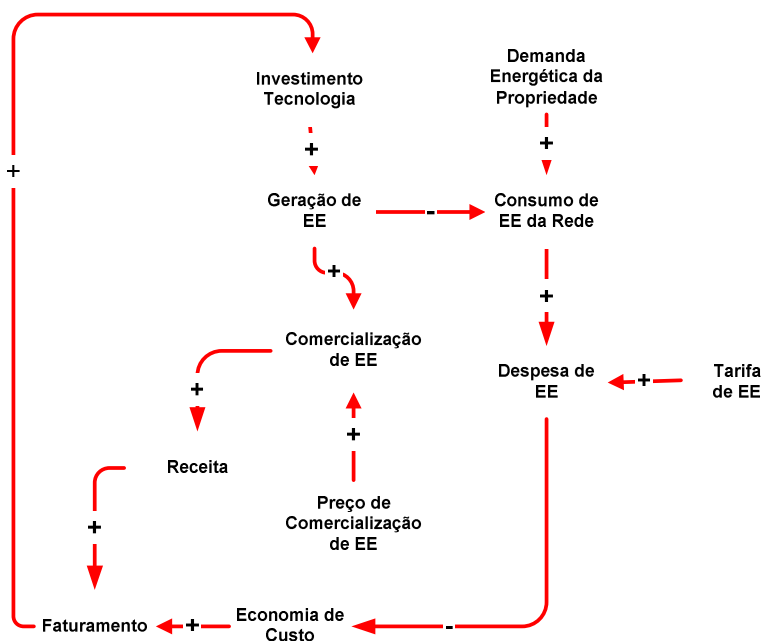 Demanda
Energética da
Propriedade
Investimento
Tecnologia
+
+
+
Geração de
EE
-
Consumo de
EE da Rede
+
+
Comercialização
de EE
Despesa de
EE
+
Tarifa
de EE
+
+
Receita
Preço de
Comercialização
de EE
+
Faturamento
+
Economia de
Custo
-